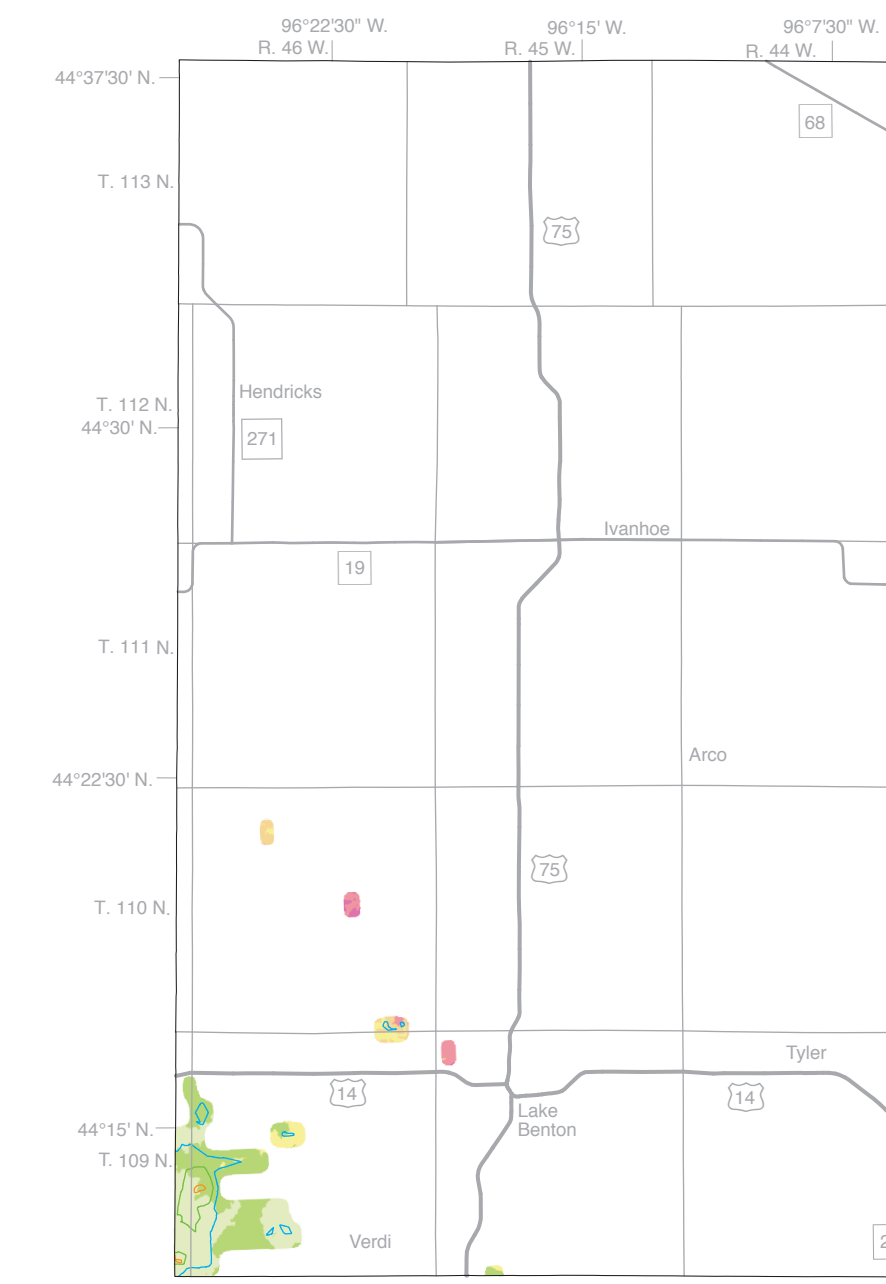 96°22'30" W.
96°15' W.
96°7'30" W.
R. 46 W.
R. 45 W.
R. 44 W.
44°37'30' N.
68
T. 113 N.
75
Hendricks
T. 112 N.
44°30' N.
271
Ivanhoe
19
T. 111 N.
Arco
44°22'30' N.
75
T. 110 N.
Tyler
14
14
Lake
Benton
44°15' N.
T. 109 N.
Verdi
2